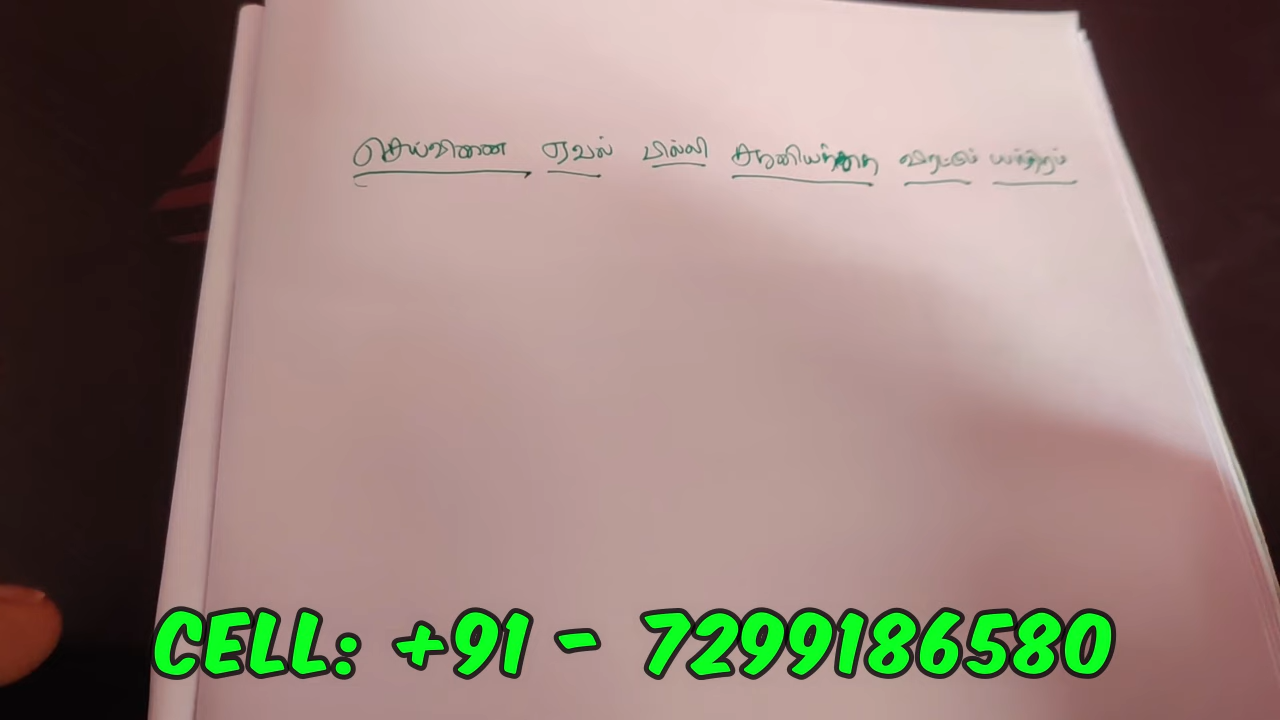 செய்வினை ஏவல் பில்லி சூனியத்தை விரட்டும் யந்திரம்
CELL: +91 - 7299186580